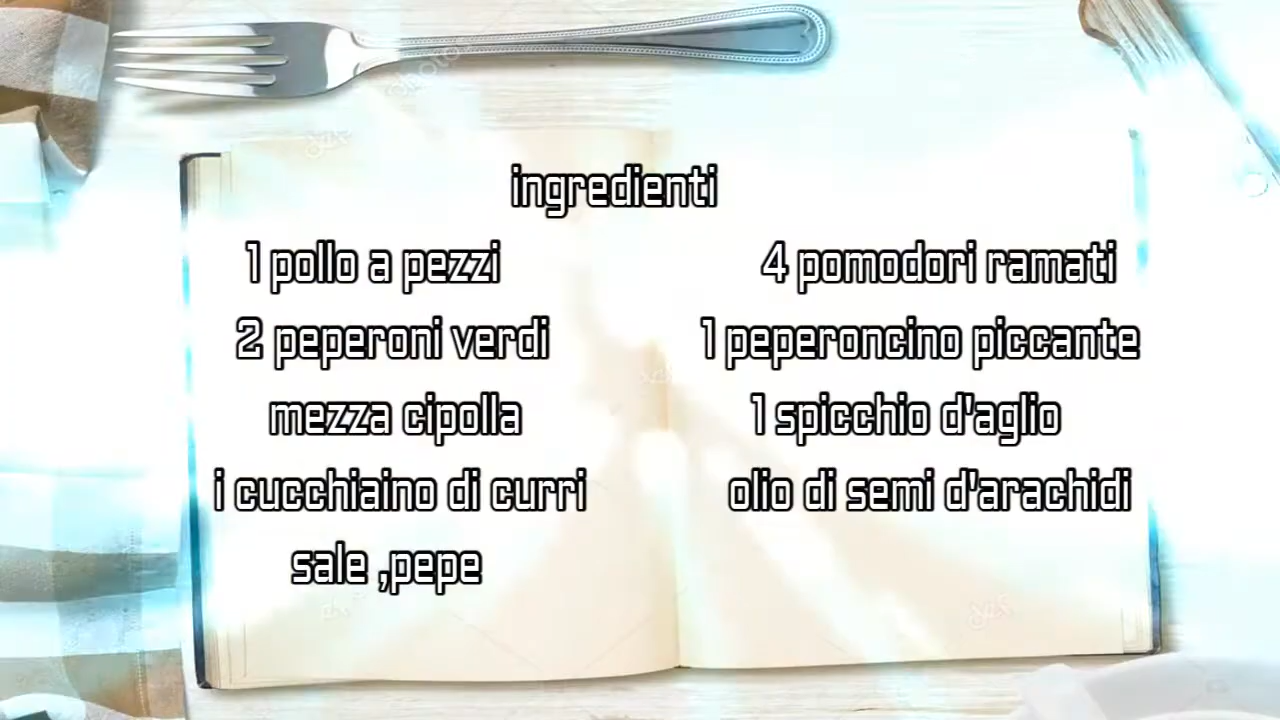 ingredienti
1 pollo a pezzi
4 pomodori ramati
2 peperoni verdi
1 peperoncino piccante
mezza cipolla
1 spicchio d'aglio
i cucchiaino di curri
olio di semi d'arachidi
sale ,pepe